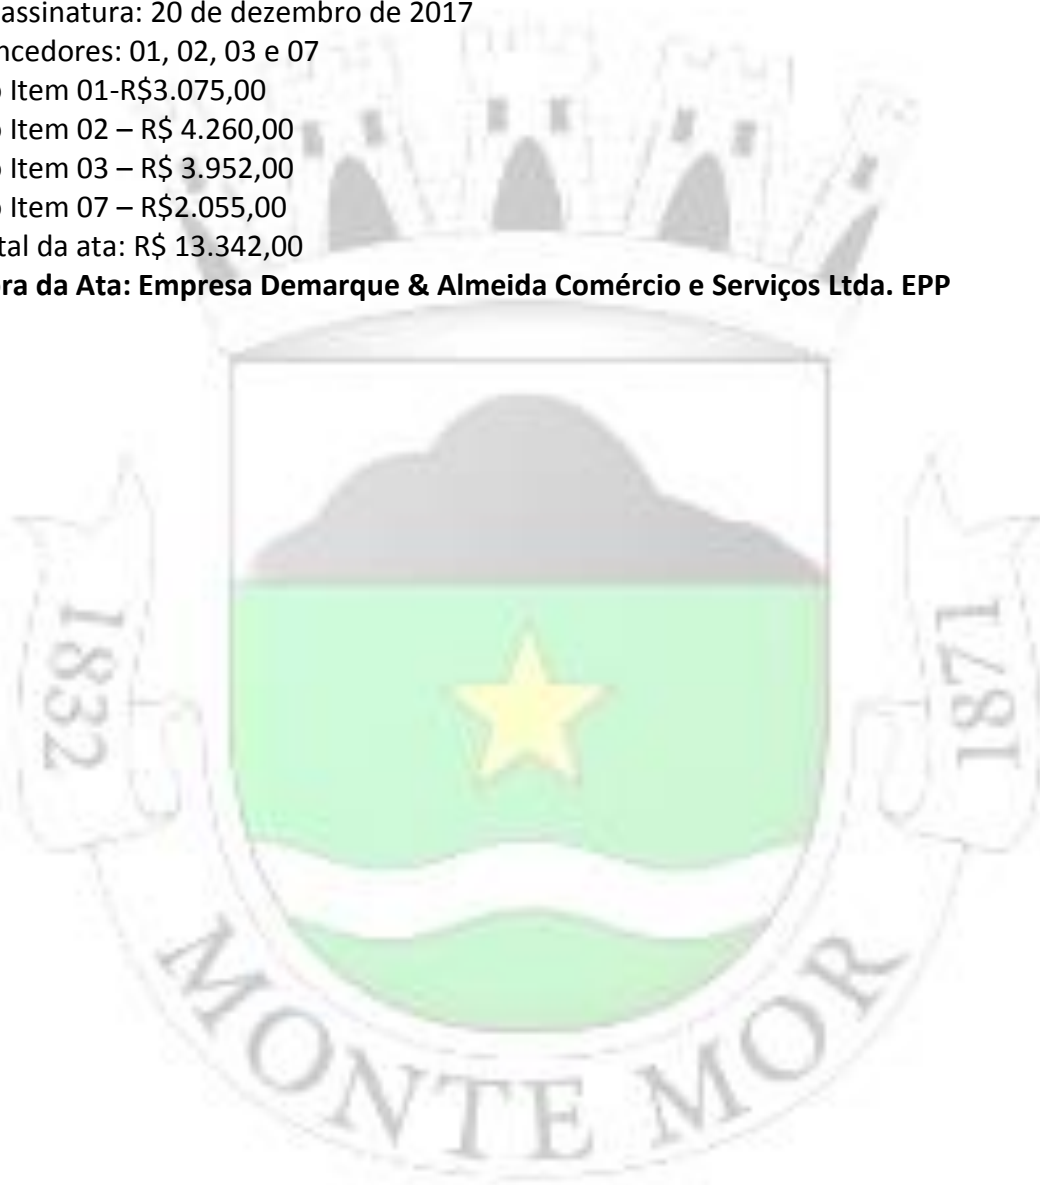 assinatura: 20 de dezembro de 2017
ncedores: 01, 02, 03 e 07
o Item 01-R$3.075,00
o Item 02 – R$ 4.260,00
o Item 03 – R$ 3.952,00
o Item 07 – R$2.055,00
tal da ata: R$ 13.342,00
ora da Ata: Empresa Demarque & Almeida Comércio e Serviços Ltda. EPP
1832
1871
MONTE MOR